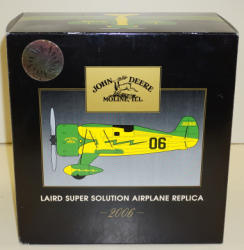 JOHN DEERE
MOLINE, ILL.
06
LAIRD SUPER SOLUTION AIRPLANE REPLICA
-2006-